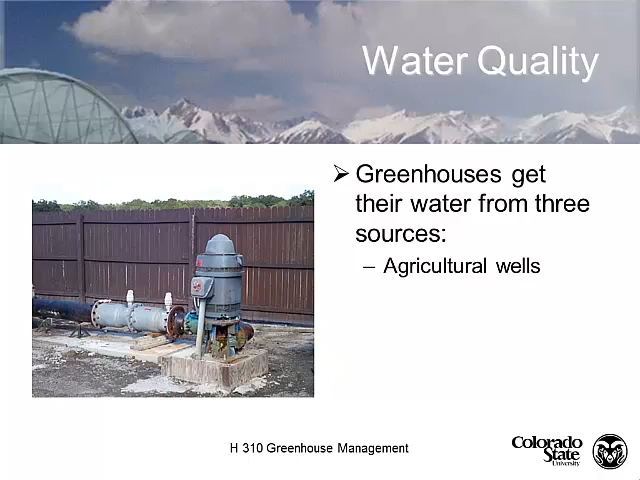 Water Quality
➢ Greenhouses get
their water from three
sources:
– Agricultural wells
H 310 Greenhouse Management
Colorado
State
University